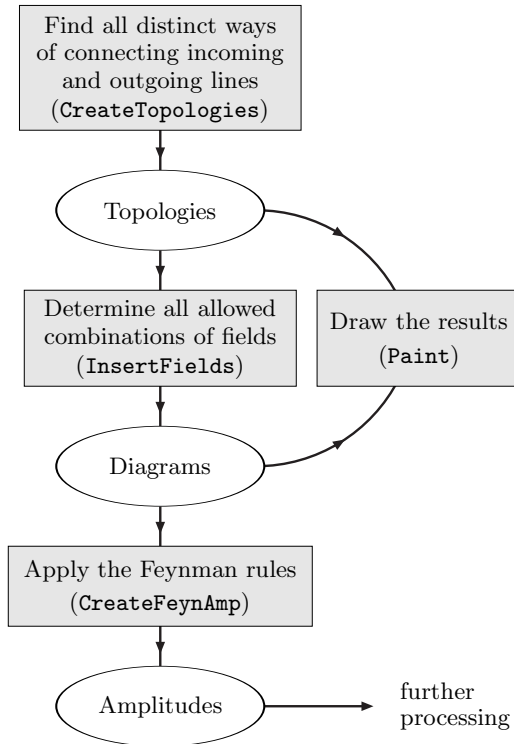 Find all distinct ways
of connecting incoming
and outgoing lines
(CreateTopologies)
Topologies
Determine all allowed
combinations of fields
(InsertFields)
Draw the results
(Paint)
Diagrams
Apply the Feynman rules
(CreateFeynAmp)
Amplitudes
further
processing